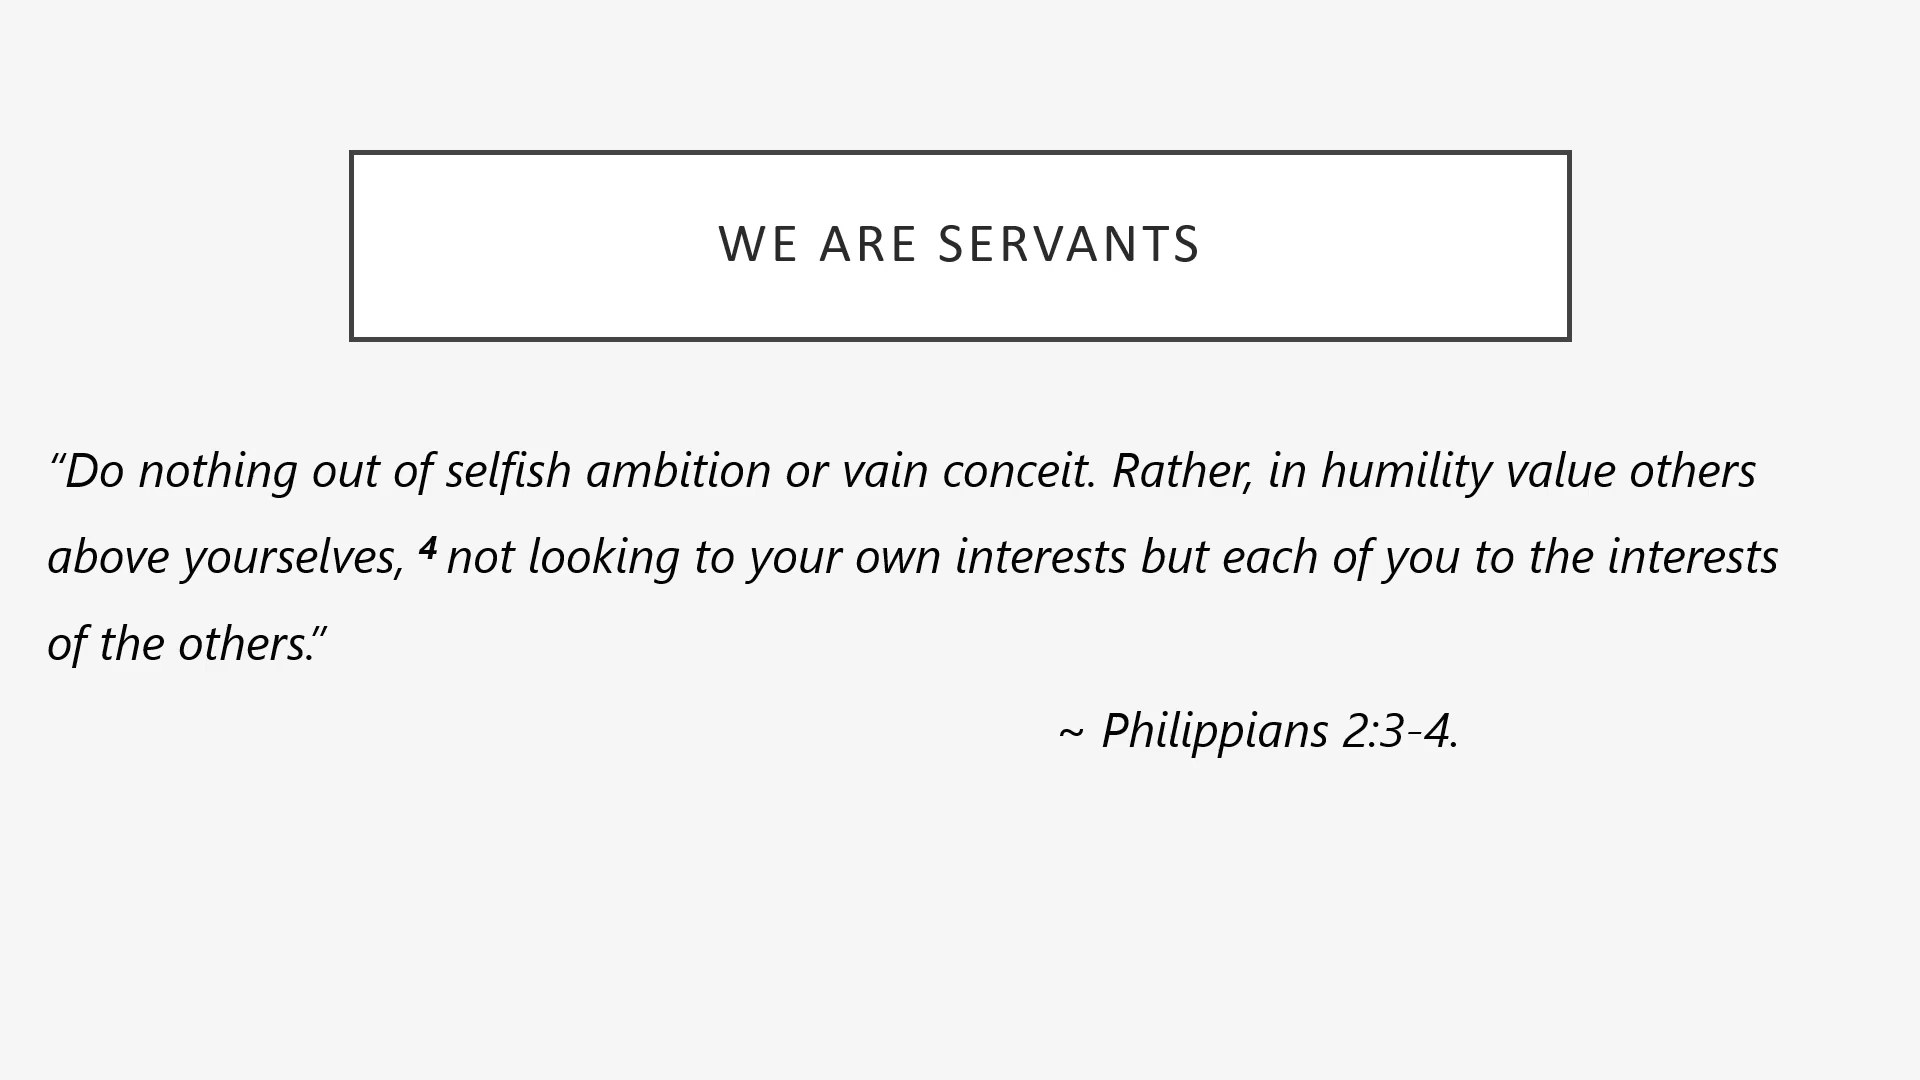 WE ARE SERVANTS
“Do nothing out of selfish ambition or vain conceit. Rather, in humility value others
above yourselves, 4 not looking to your own interests but each of you to the interests
of the others.”
~ Philippians 2:3-4.